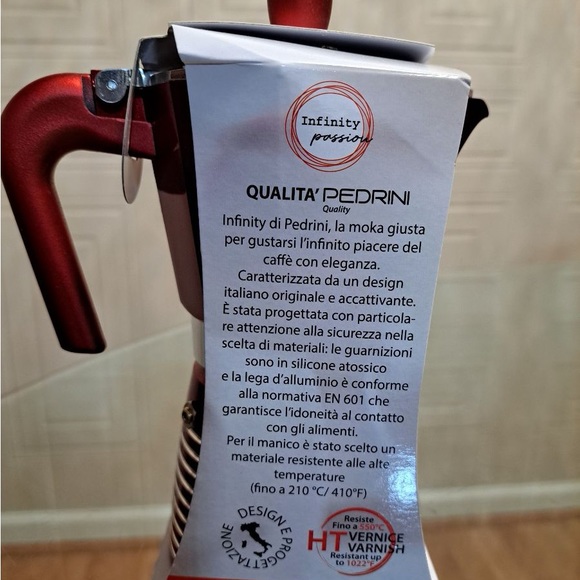 Infinity
passion
QUALITA' PEDRINI
Quality
Infinity di Pedrini, la moka giusta
per gustarsi l'infinito piacere del
caffè con eleganza.
Caratterizzata da un design
italiano originale e accattivante.
È stata progettata con particola-
re attenzione alla sicurezza nella
scelta di materiali: le guarnizioni
sono in silicone atossico
e la lega d'alluminio è conforme
alla normativa EN 601 che
garantisce l'idoneità al contatto
con gli alimenti.
Per il manico è stato scelto un
materiale resistente alle alte
temperature
(fino a 210 °C/ 410°F)
DESIGN E PROGETTAZIONE
Resiste
Fino a 550°C
HT VERNICE
VARNISH
Resistant up
to 1022°F